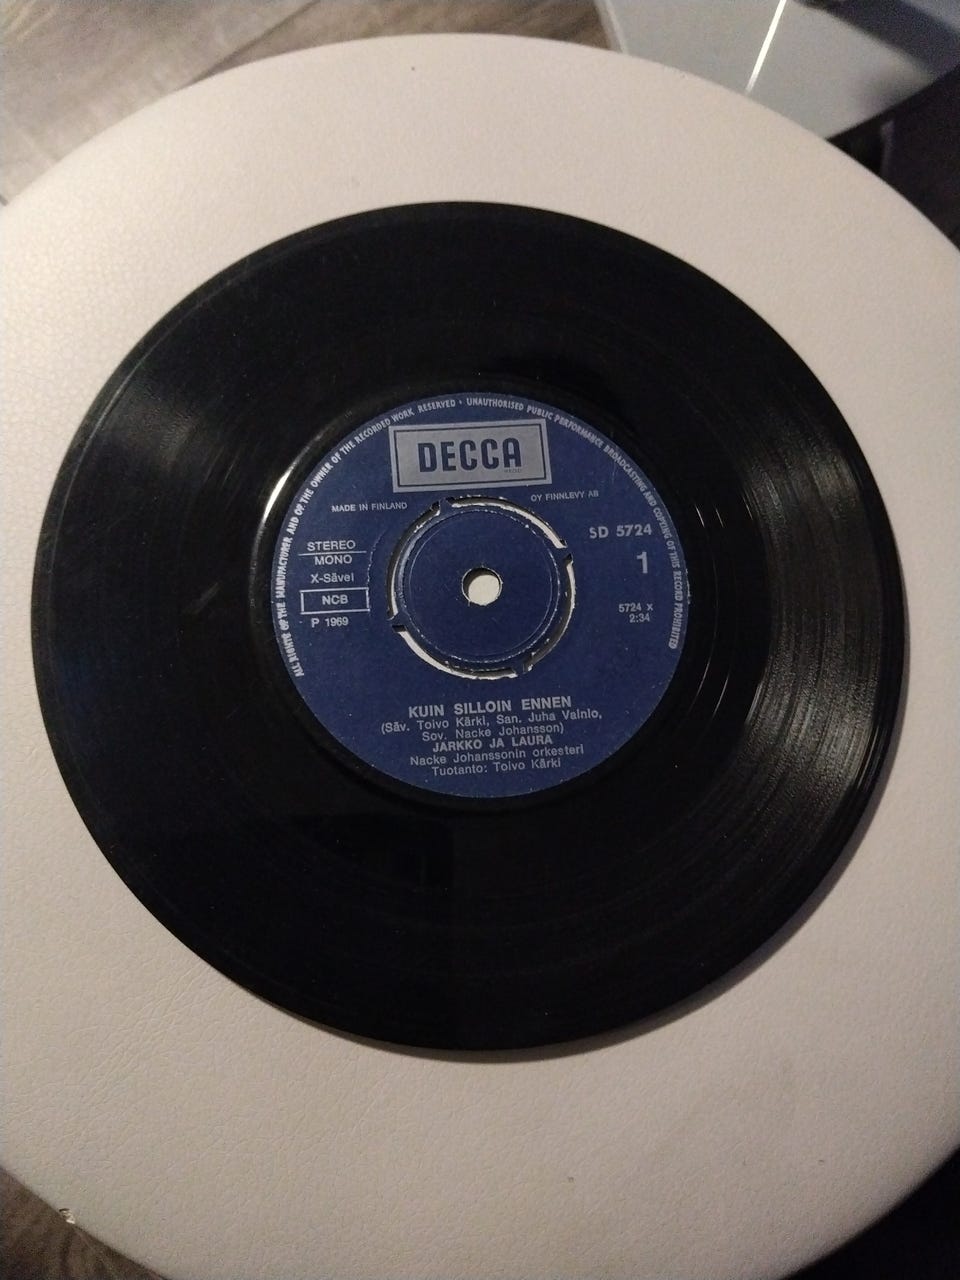 ALL RIGHTS OF THE MANUFACTURER AND OF THE OWNER OF THE RECORDED WORK RESERVED • UNAUTHORISED PUBLIC PERFORMANCE BROADCASTING AND COPYING OF THIS RECORD PROHIBITED
DECCA
MADE IN FINLAND
OY FINNLEVY AB
SD 5724
1
STEREO
MONO
X-Sävel
NCB
P 1969
5724 x
2:34
KUIN SILLOIN ENNEN
(Säv. Toivo Kärki, San. Juha Vainio,
Sov. Nacke Johansson)
JARKKO JA LAURA
Nacke Johanssonin orkesteri
Tuotanto: Toivo Kärki